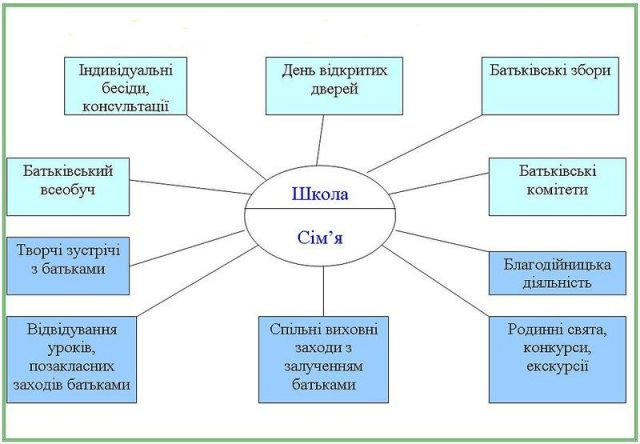 Індивідуальні
бесіди,
консультації
День відкритих
дверей
Батьківські збори
Батьківський
всеобуч
Школа
Батьківські
комітети
Творчі зустрічі
з батьками
Сім’я
Благодійницька
діяльність
Відвідування
уроків,
позакласних
заходів батьками
Спільні виховні
заходи з
залученням
батьками
Родинні свята,
конкурси,
екскурсії